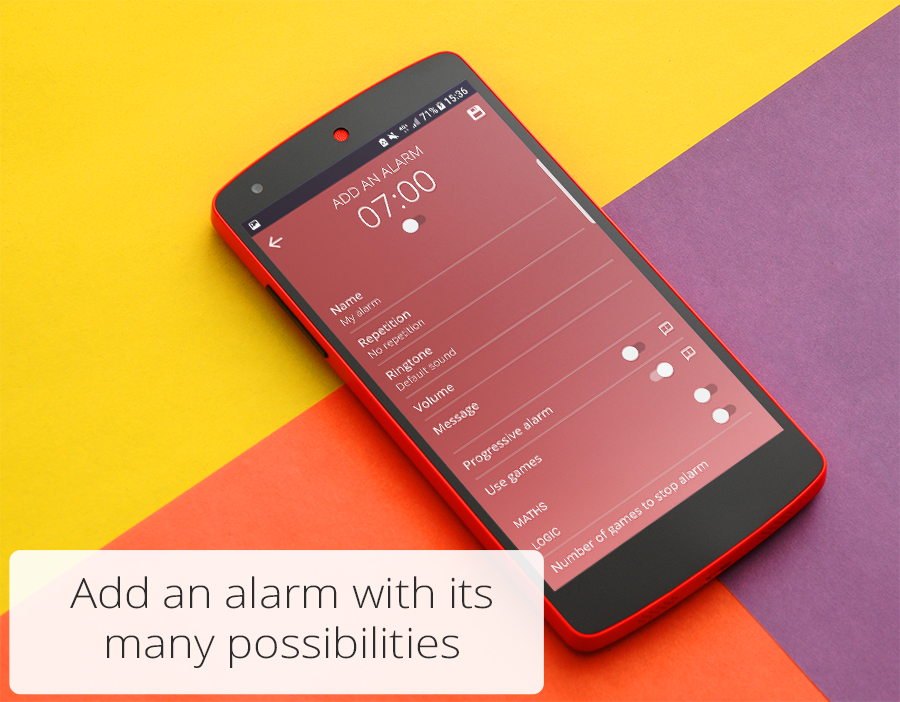 71% 15:36
ADD AN ALARM
07:00
Name
My alarm
Repetition
No repetition
Ringtone
Default sound
Volume
Message
Progressive alarm
Use games
MATHS
LOGIC
Number of games to stop alarm
Add an alarm with its
many possibilities